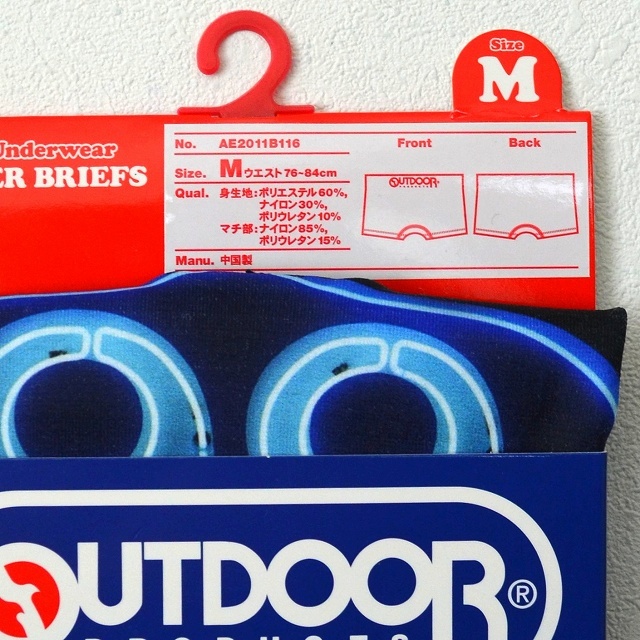 Size
M
Underwear
ER BRIEFS
No. AE2011B116
Size. Mウエスト76~84cm
Qual. 身生地:ポリエステル60%,
ナイロン30%,
ポリウレタン10%
マチ部:ナイロン85%,
ポリウレタン15%
Manu. 中国製
Front Back
OUTDOOR
OUTDOOR®
PRODUCTS